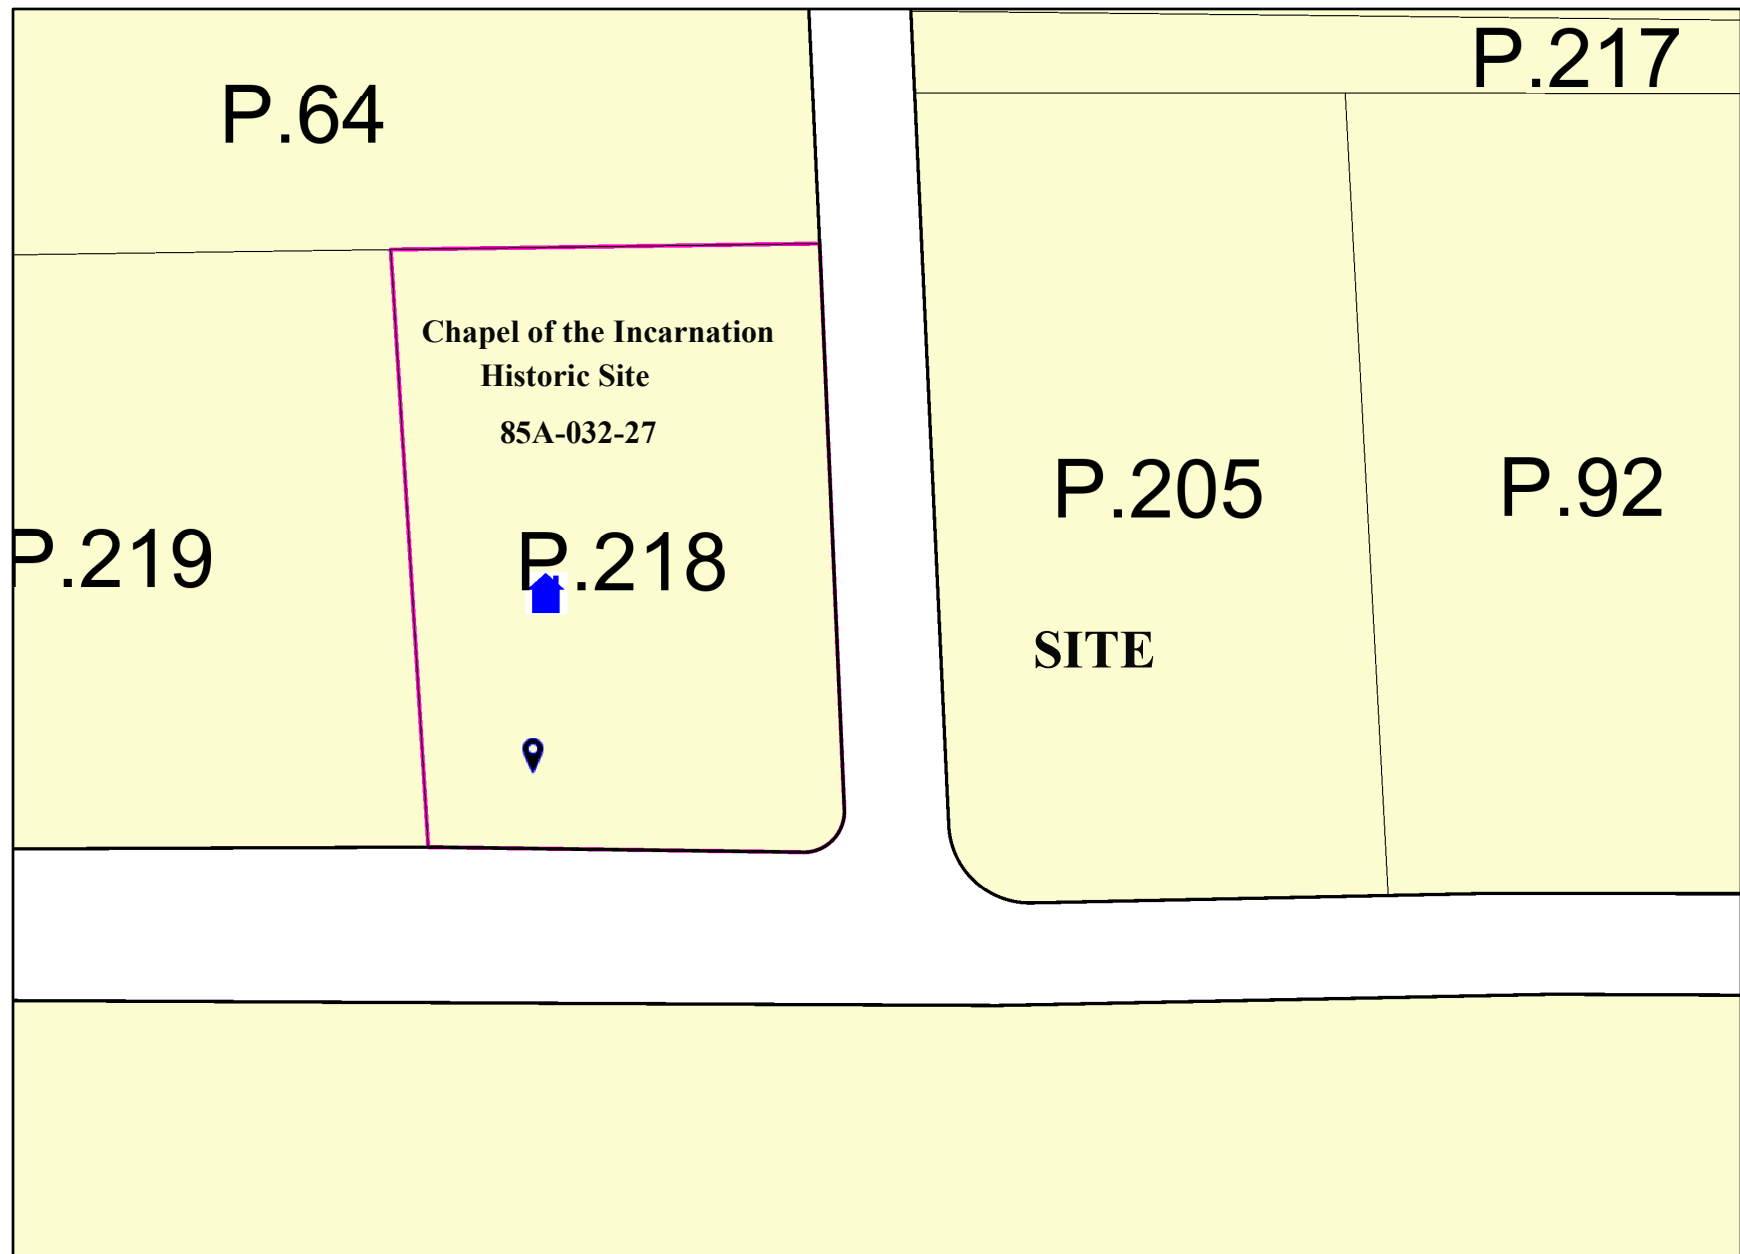 P.217
P.64
Chapel of the Incarnation
Historic Site
85A-032-27
P.205
P.92
P.219
P.218
SITE